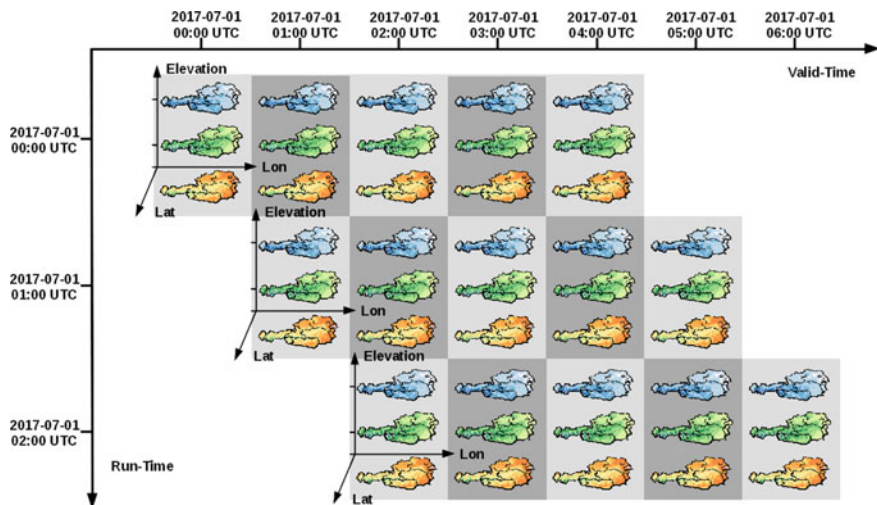 2017-07-01
00:00 UTC
2017-07-01
01:00 UTC
2017-07-01
02:00 UTC
2017-07-01
03:00 UTC
2017-07-01
04:00 UTC
2017-07-01
05:00 UTC
2017-07-01
06:00 UTC
Valid-Time
Elevation
2017-07-01
00:00 UTC
Lon
Lat
Elevation
2017-07-01
01:00 UTC
Lon
Lat
Elevation
2017-07-01
02:00 UTC
Lon
Run-Time
Lat